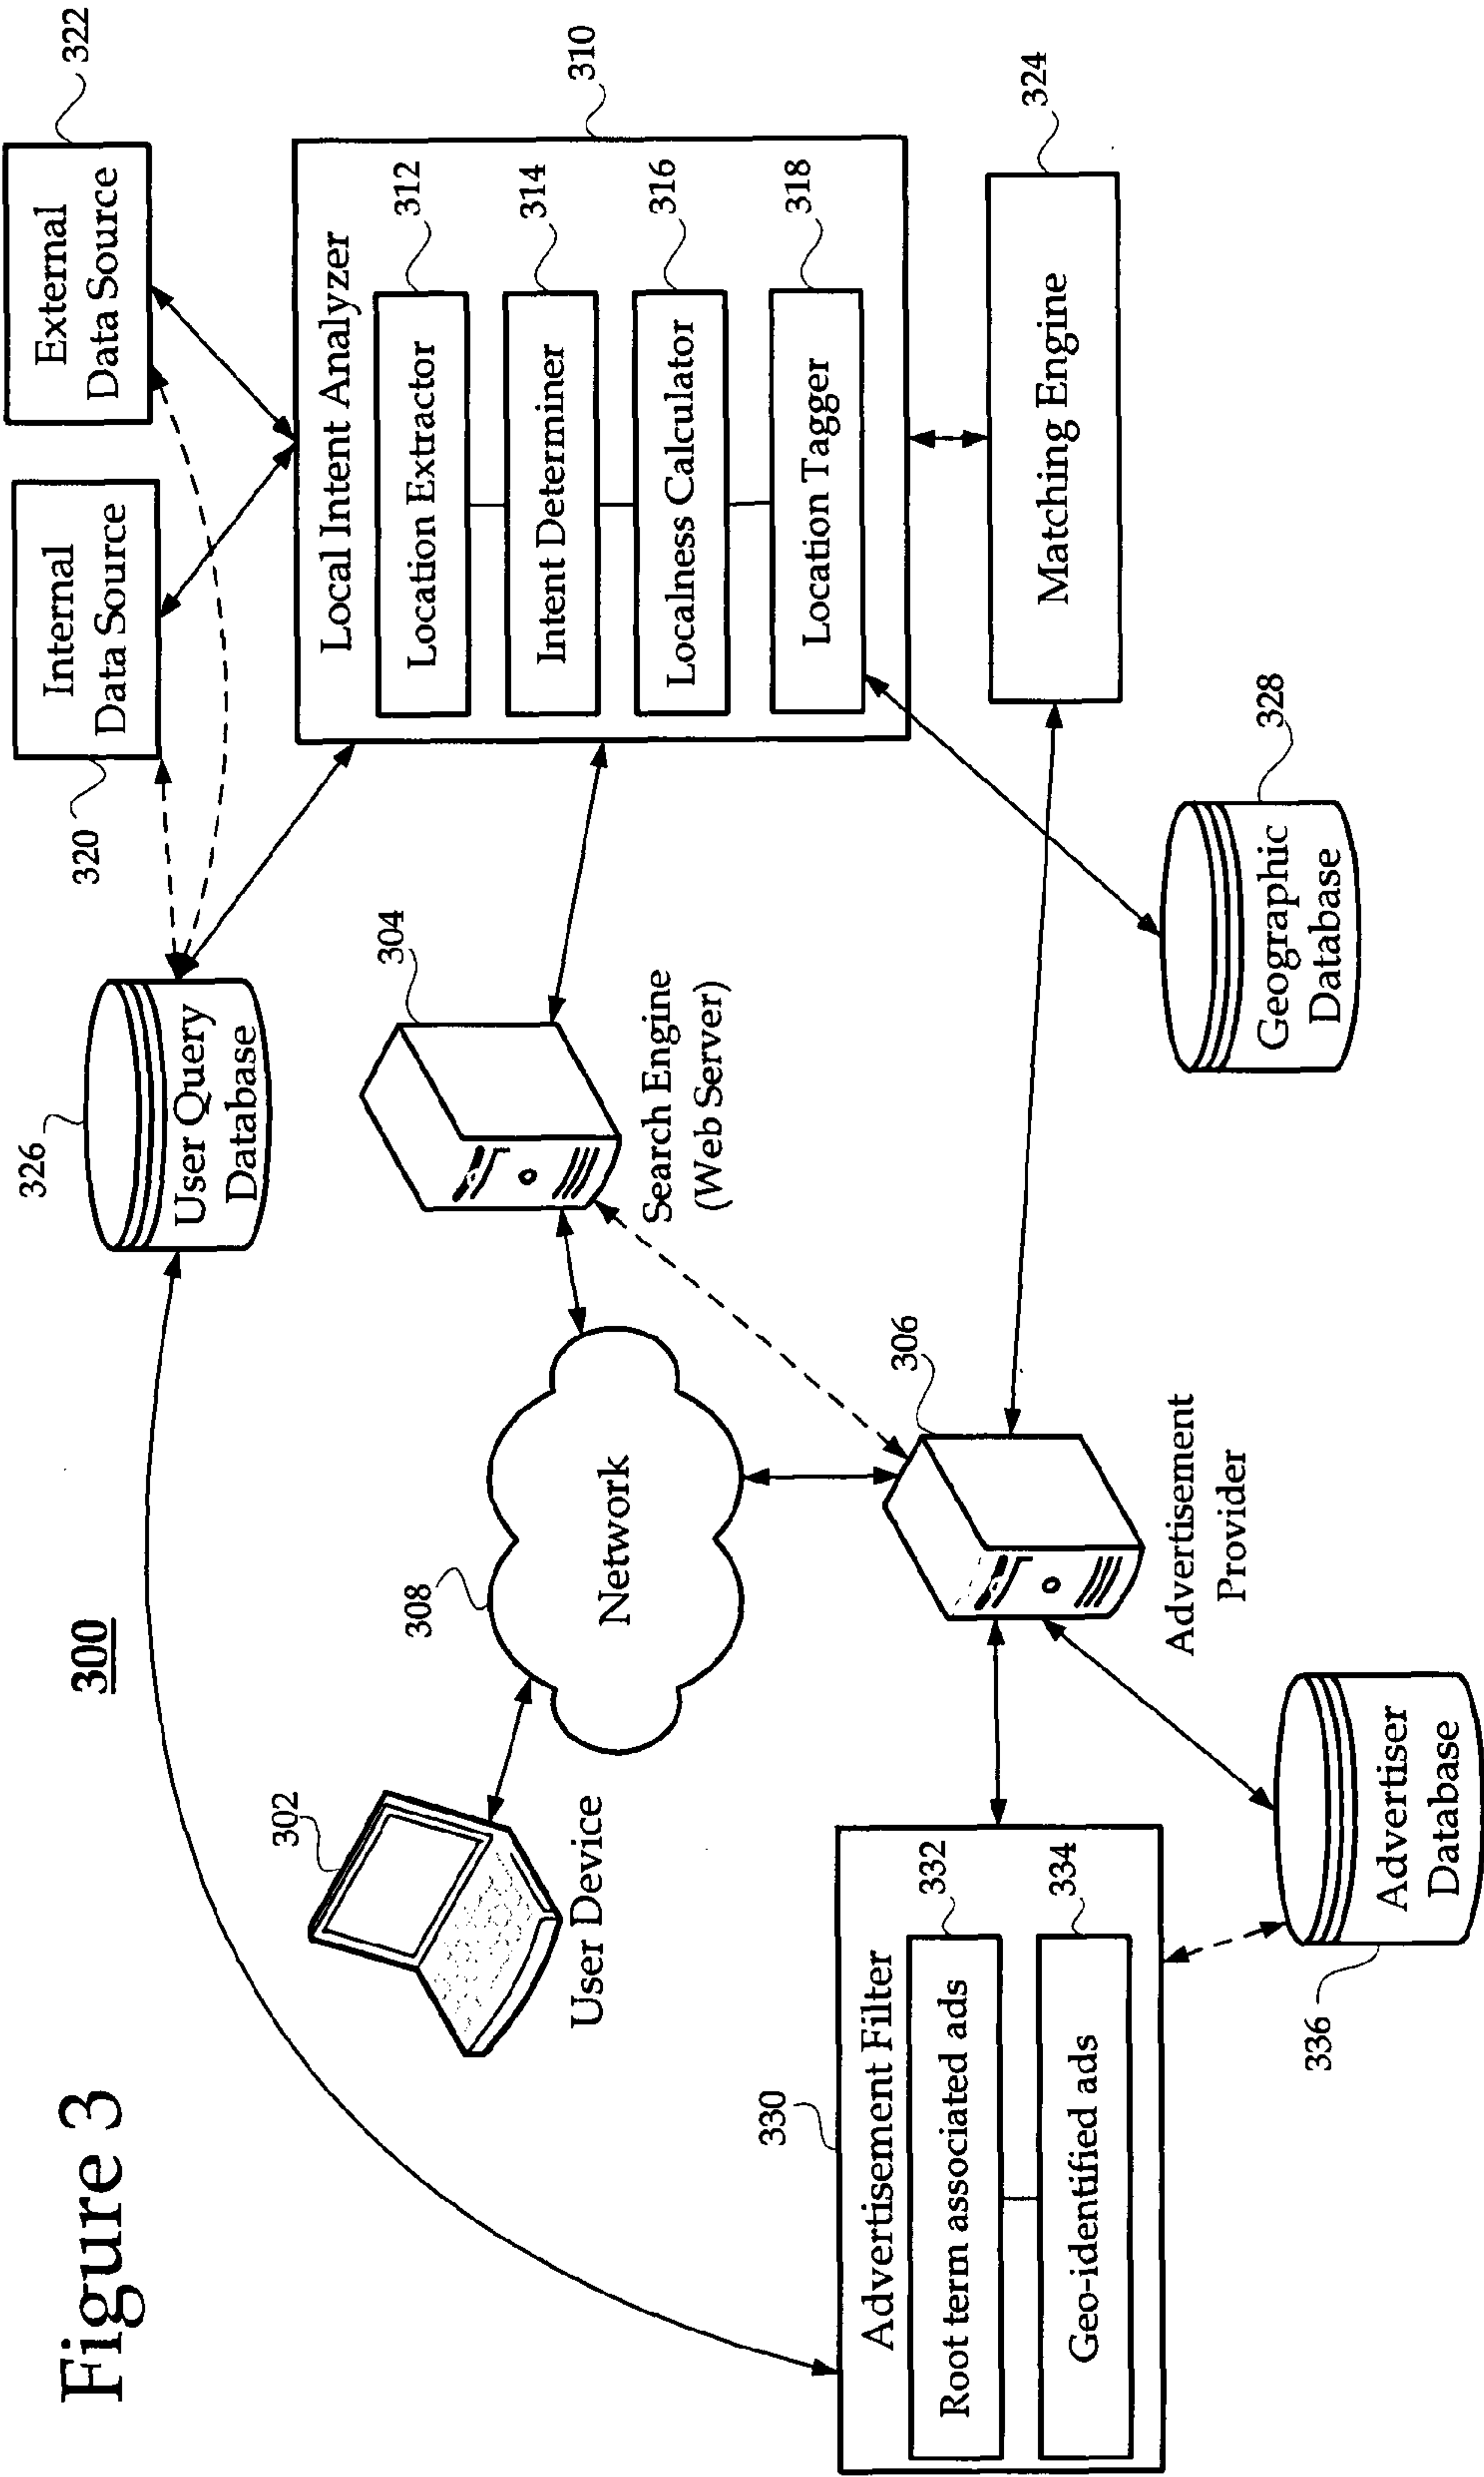 Figure 3
300
326
User Query
Database
320
Internal
Data Source
External
Data Source
322
302
User Device
308
Network
304
Search Engine
(Web Server)
Local Intent Analyzer
310
Location Extractor
312
Intent Determiner
314
Localness Calculator
316
Location Tagger
318
330
Advertisement Filter
Root term associated ads
332
Geo-identified ads
334
306
Advertisement
Provider
Matching Engine
324
336
Advertiser
Database
Geographic
Database
328